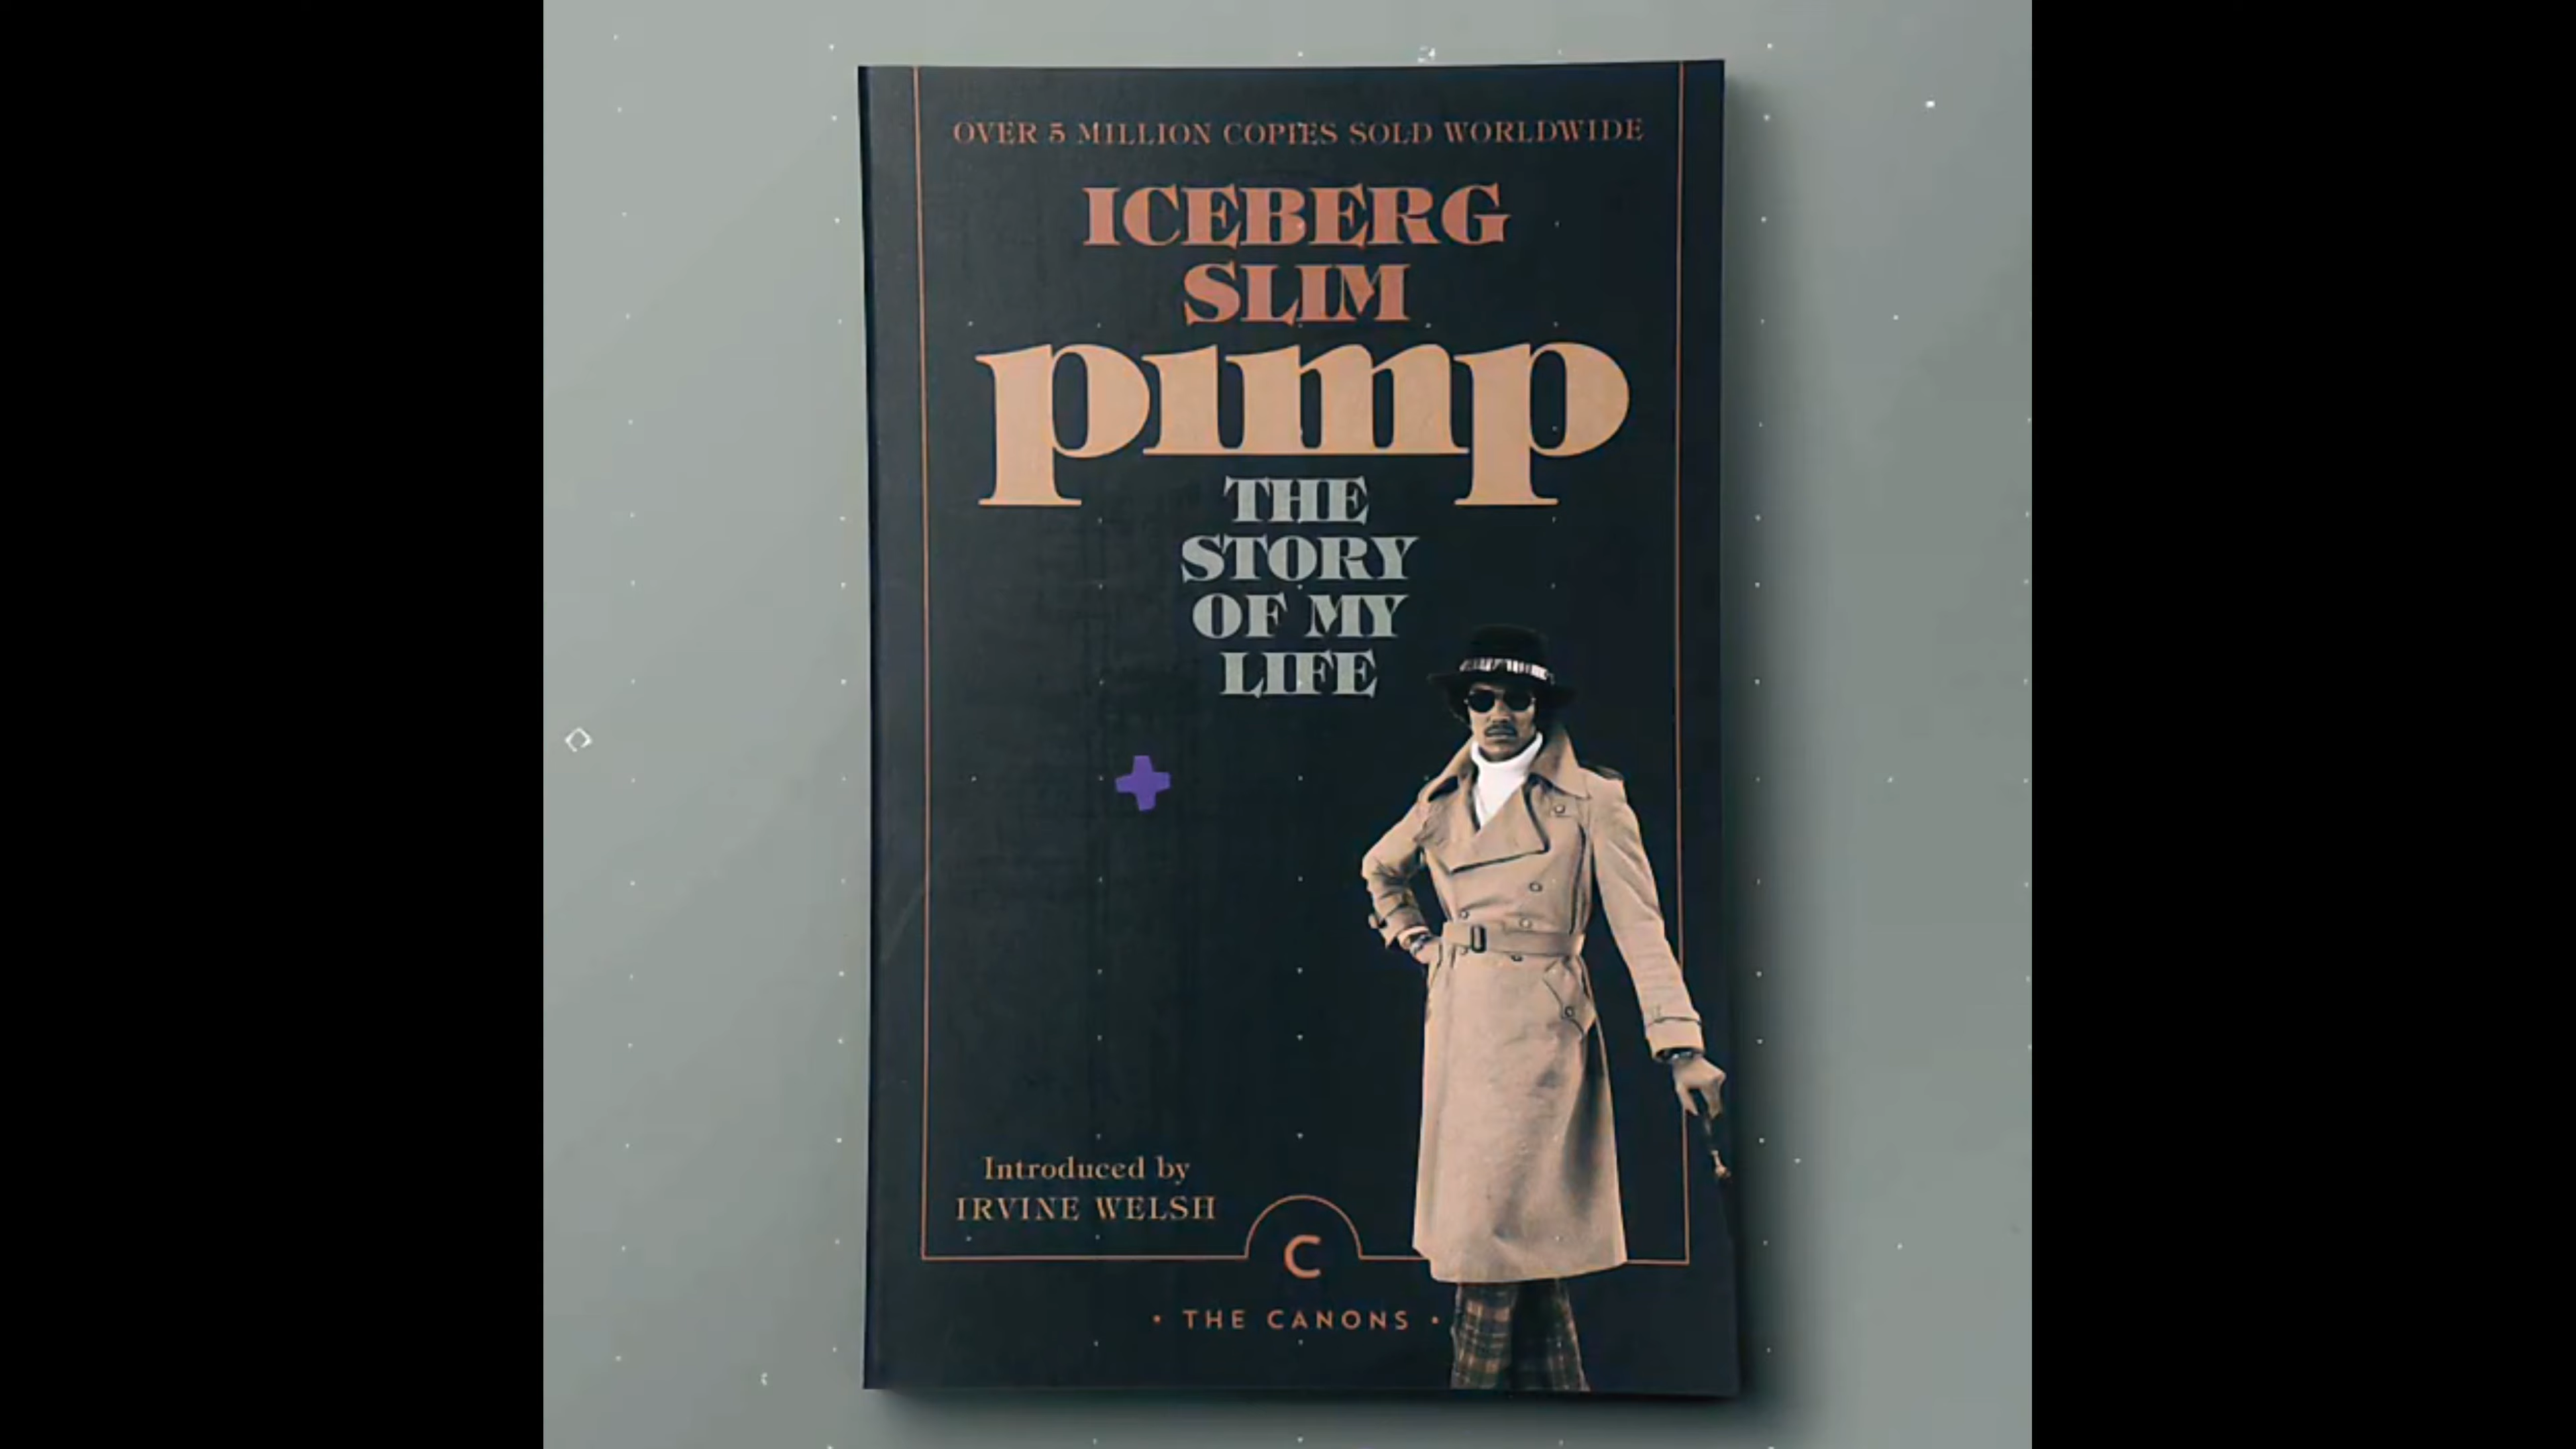 OVER 5 MILLION COPIES SOLD WORLDWIDE
ICEBERG
SLIM
pimp
THE
STORY
OF MY
LIFE
Introduced by
IRVINE WELSH
C
• THE CANONS •